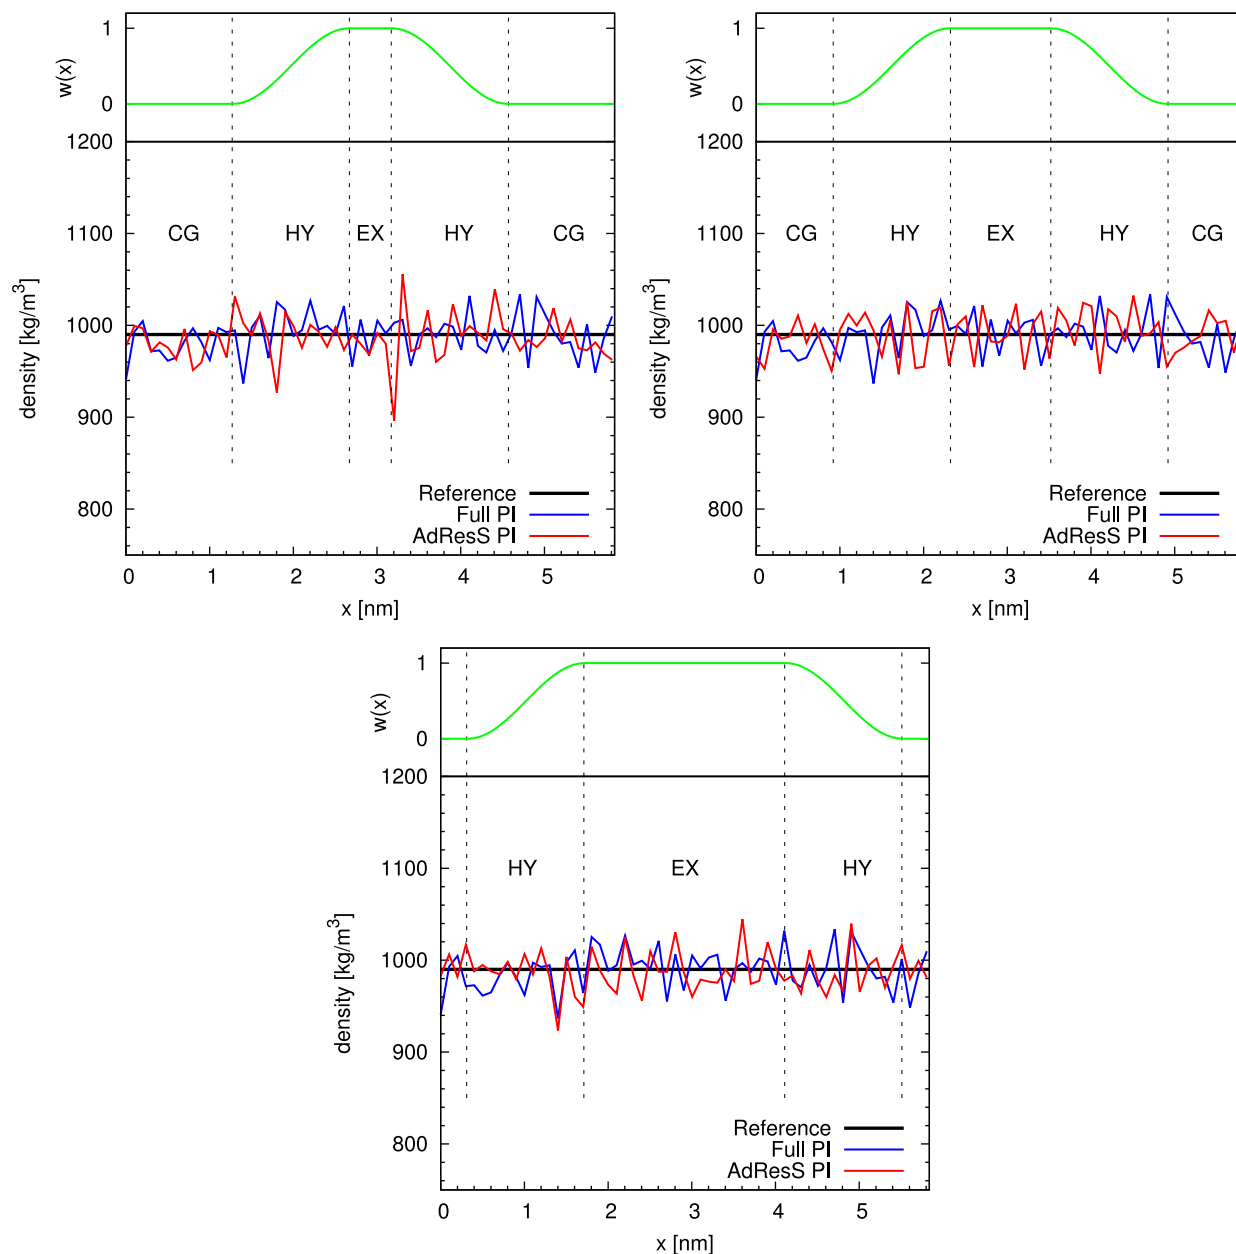 1
0
w(x)
1200
1100
1000
900
800
density [kg/m³]
CG HY EX HY CG
Reference
Full PI
AdResS PI
0 1 2 3 4 5
x [nm]
1
0
w(x)
1200
1100
1000
900
800
density [kg/m³]
CG HY EX HY CG
Reference
Full PI
AdResS PI
0 1 2 3 4 5
x [nm]
1
0
w(x)
1200
1100
1000
900
800
density [kg/m³]
HY EX HY
Reference
Full PI
AdResS PI
0 1 2 3 4 5
x [nm]